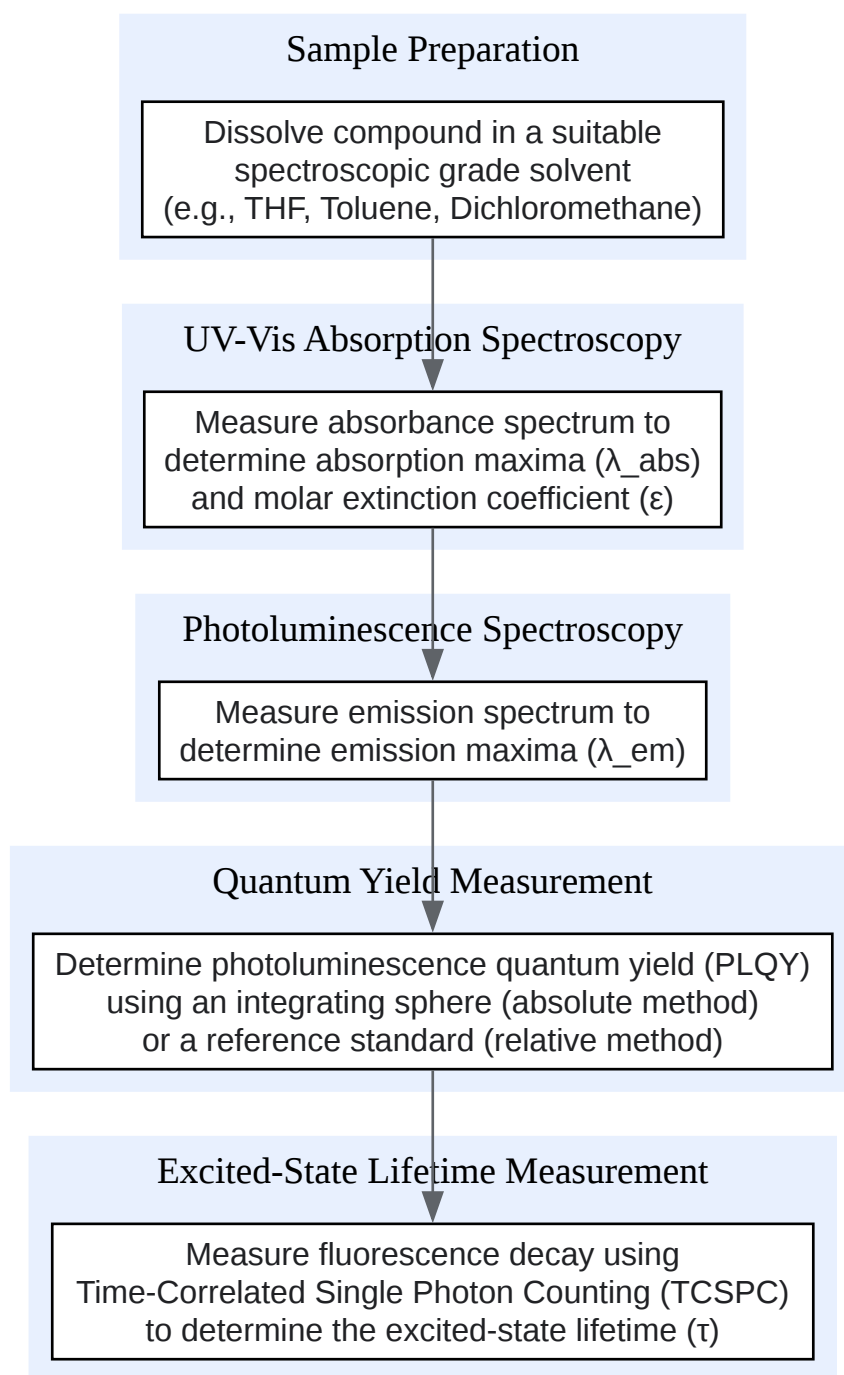 Sample Preparation
Dissolve compound in a suitable
spectroscopic grade solvent
(e.g., THF, Toluene, Dichloromethane)
UV-Vis Absorption Spectroscopy
Measure absorbance spectrum to
determine absorption maxima (λ_abs)
and molar extinction coefficient (ε)
Photoluminescence Spectroscopy
Measure emission spectrum to
determine emission maxima (λ_em)
Quantum Yield Measurement
Determine photoluminescence quantum yield (PLQY)
using an integrating sphere (absolute method)
or a reference standard (relative method)
Excited-State Lifetime Measurement
Measure fluorescence decay using
Time-Correlated Single Photon Counting (TCSPC)
to determine the excited-state lifetime (τ)